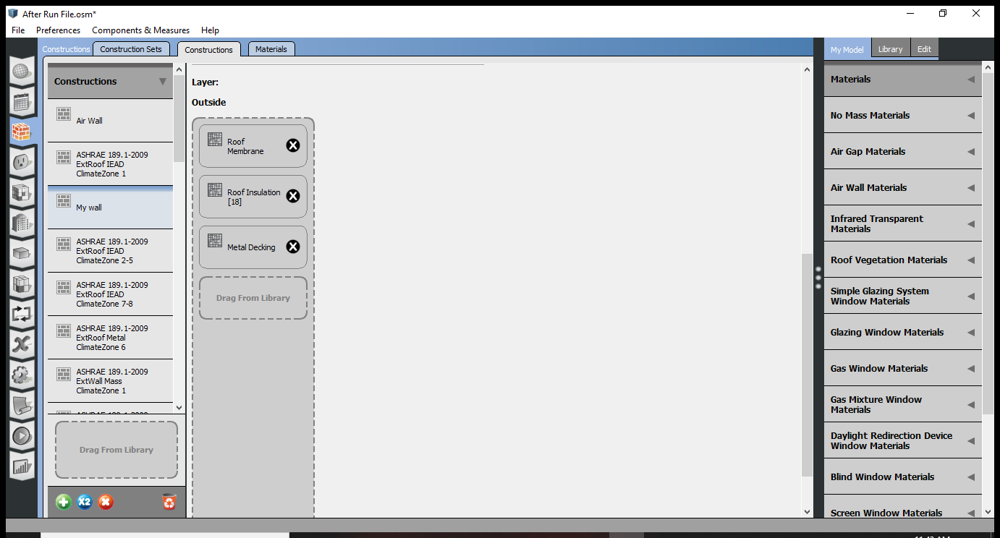 After Run File.osm*
File Preferences Components & Measures Help
Constructions Construction Sets Constructions Materials
My Model Library Edit
Constructions
Air Wall
ASHRAE 189.1-2009
ExtRoof IEAD
ClimateZone 1
My wall
ASHRAE 189.1-2009
ExtRoof IEAD
ClimateZone 2-5
ASHRAE 189.1-2009
ExtRoof IEAD
ClimateZone 7-8
ASHRAE 189.1-2009
ExtRoof Metal
ClimateZone 6
ASHRAE 189.1-2009
ExtWall Mass
ClimateZone 1
Drag From Library
X2
Layer:
Outside
Roof
Membrane
Roof Insulation
[18]
Metal Decking
Drag From Library
Materials
No Mass Materials
Air Gap Materials
Air Wall Materials
Infrared Transparent
Materials
Roof Vegetation Materials
Simple Glazing System
Window Materials
Glazing Window Materials
Gas Window Materials
Gas Mixture Window
Materials
Daylight Redirection Device
Window Materials
Blind Window Materials
Screen Window Materials